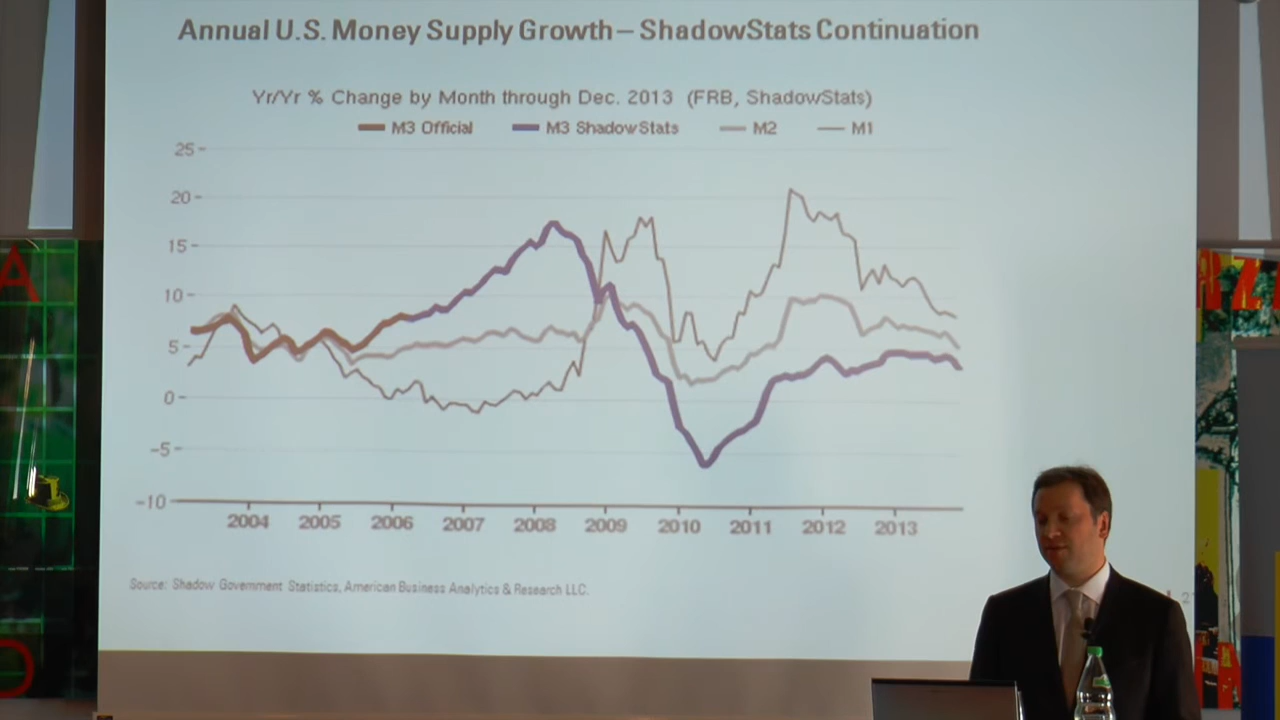 Annual U.S. Money Supply Growth – ShadowStats Continuation
Yr/Yr % Change by Month through Dec. 2013 (FRB, ShadowStats)
M3 Official M3 ShadowStats M2 M1
25
20
15
10
5
0
-5
-10
2004 2005 2006 2007 2008 2009 2010 2011 2012 2013
Source: Shadow Government Statistics, American Business Analytics & Research LLC.
A
D